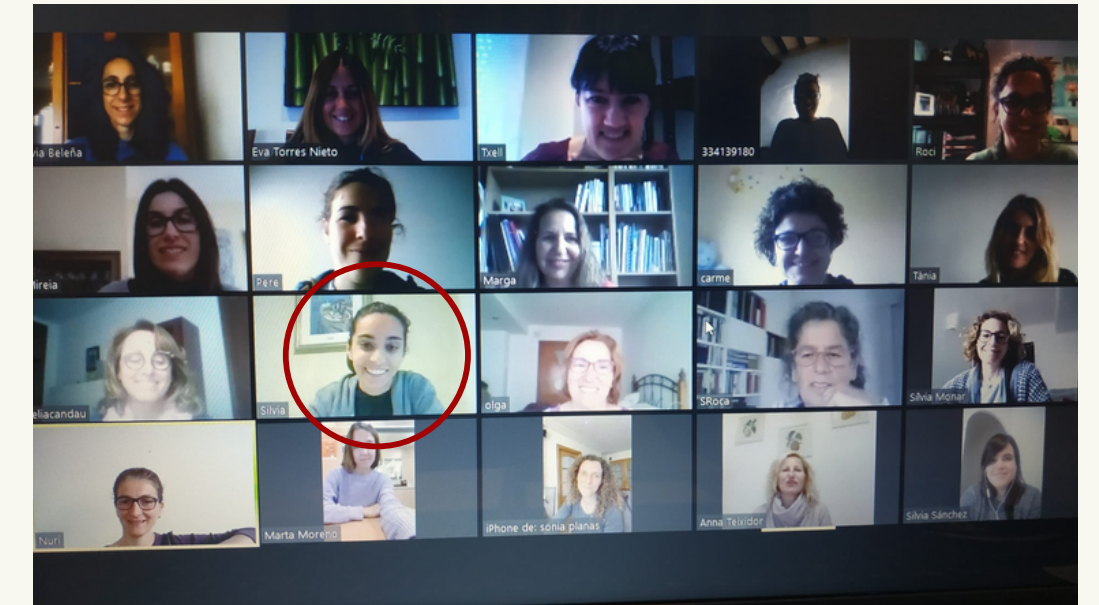 via Beleña
Eva Torres Nieto
Txell
334139180
Roci
Mireia
Pere
Marga
carme
Tània
eliacandau
Silvia
olga
SRoca
Sílvia Monar
Nuri
Marta Moreno
iPhone de: sonia planas
Anna Teixidor
Silvia Sánchez